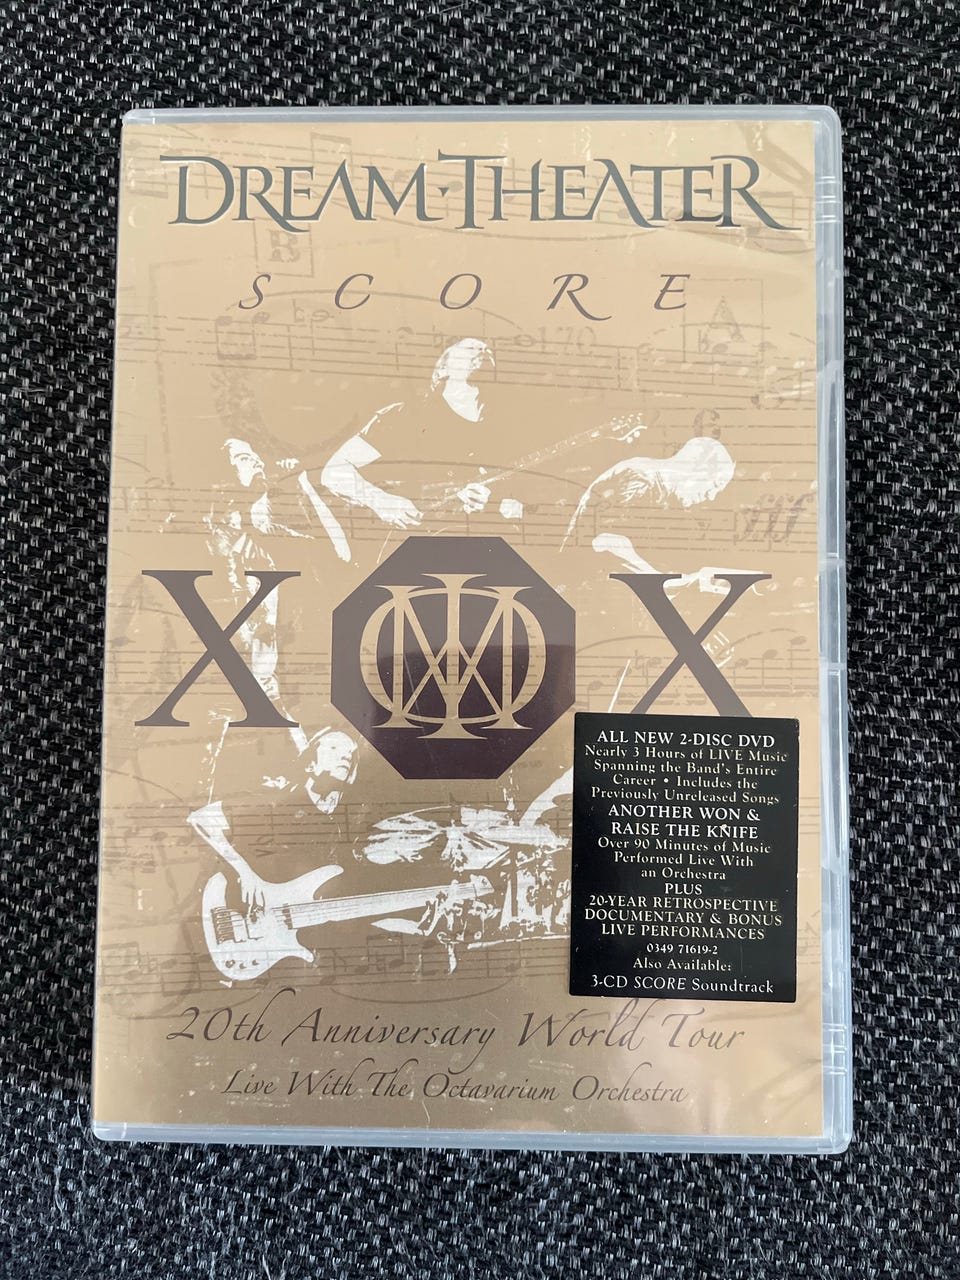 DREAM·THEATER
SCORE
B
A
170
X X
ALL NEW 2-DISC DVD
Nearly 3 Hours of LIVE Music
Spanning the Band's Entire
Career • Includes the
Previously Unreleased Songs
ANOTHER WON &
RAISE THE KNIFE
Over 90 Minutes of Music
Performed Live With
an Orchestra
PLUS
20-YEAR RETROSPECTIVE
DOCUMENTARY & BONUS
LIVE PERFORMANCES
0349 71619-2
Also Available:
3-CD SCORE Soundtrack
20th Anniversary World Tour
Live With The Octavarium Orchestra